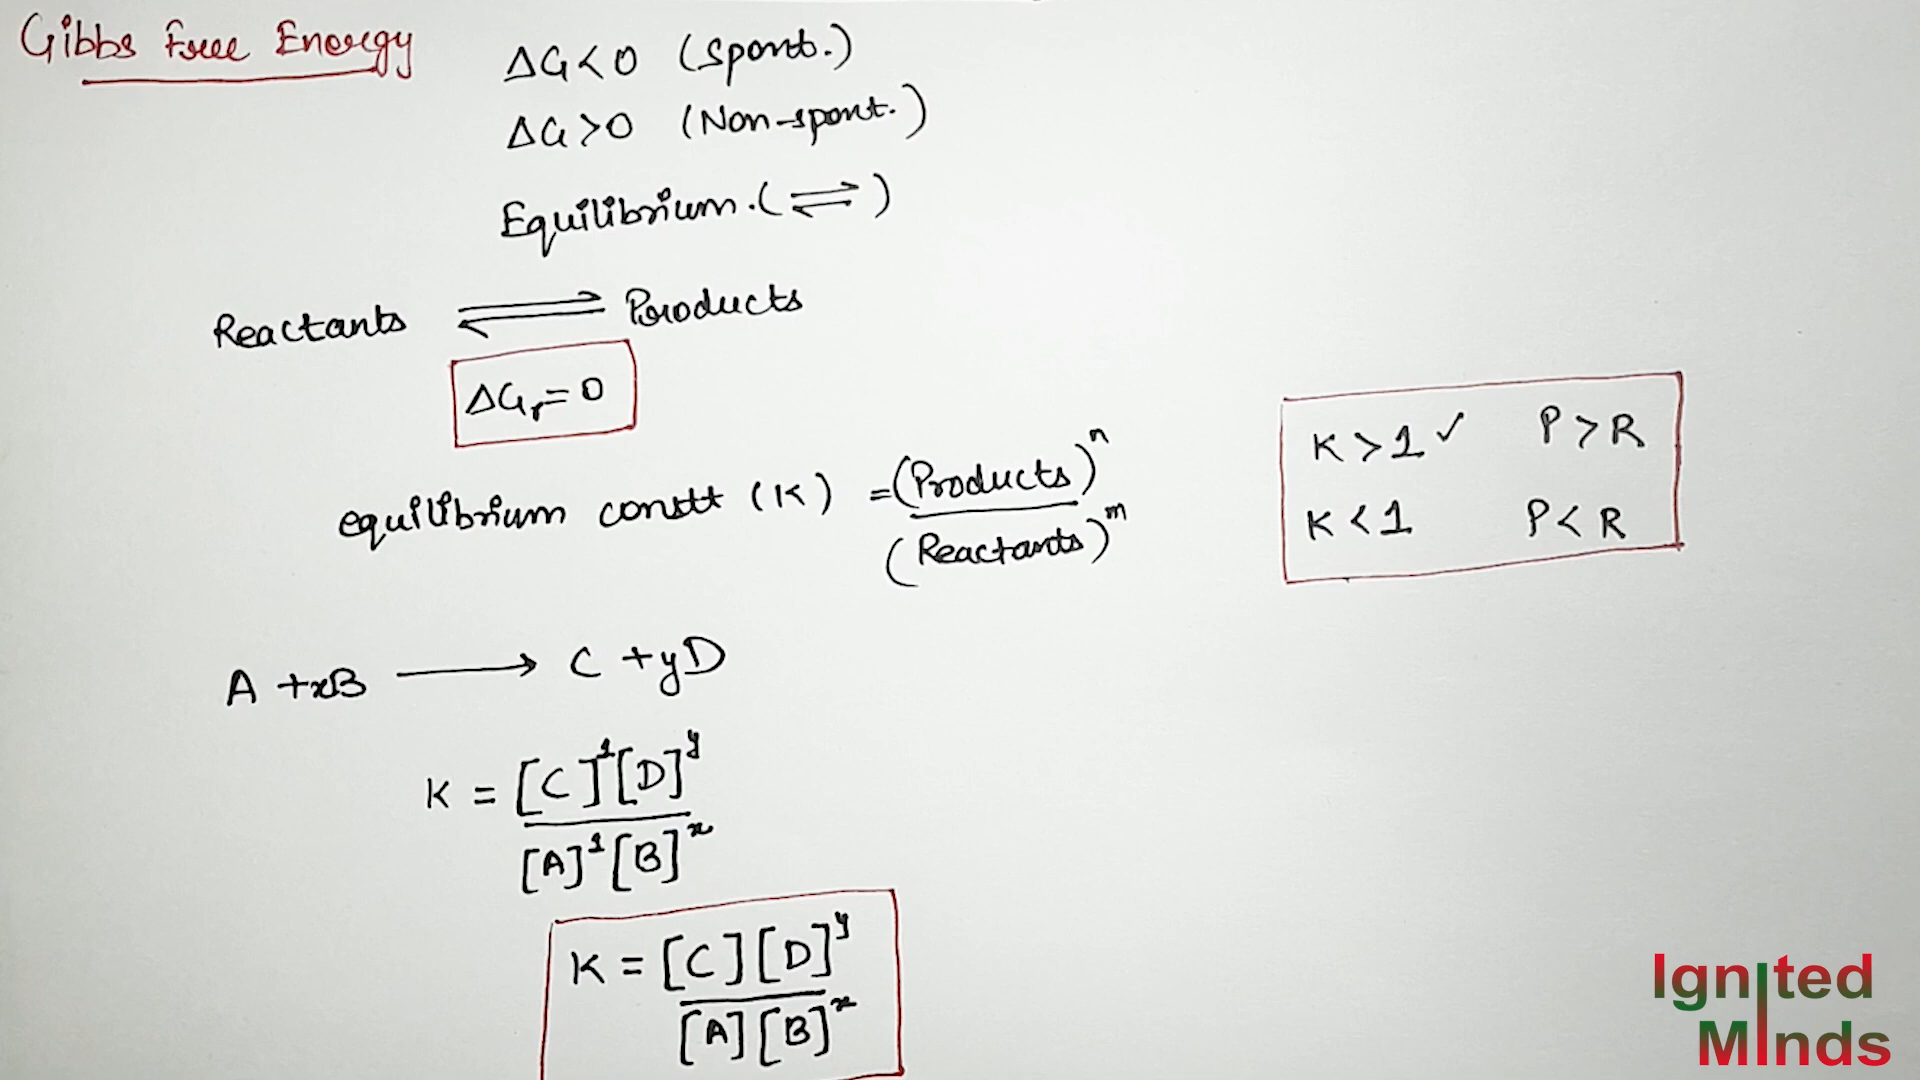 Gibbs free Energy
ΔG<0 (Spont.)
ΔG>0 (Non-spont.)
Equilibrium.(⇌)
Reactants ⇌ Products
ΔGr=0
equilibrium constt (K) = (Products)ⁿ
(Reactants)ᵐ
K>1 ✓ P>R
K<1 P<R
A +xB ⟶ C +yD
K = [C]¹[D]ʸ
[A]¹[B]ˣ
K = [C][D]ʸ
[A][B]ˣ
Ignited
Minds